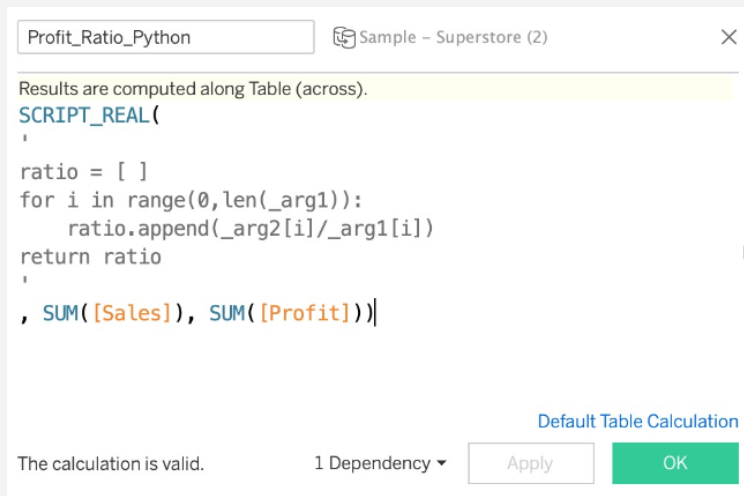 Profit_Ratio_Python
Sample – Superstore (2)
Results are computed along Table (across).
SCRIPT_REAL(
'
ratio = [ ]
for i in range(0,len(_arg1)):
    ratio.append(_arg2[i]/_arg1[i])
return ratio
'
, SUM([Sales]), SUM([Profit]))
Default Table Calculation
The calculation is valid.
1 Dependency
Apply
OK